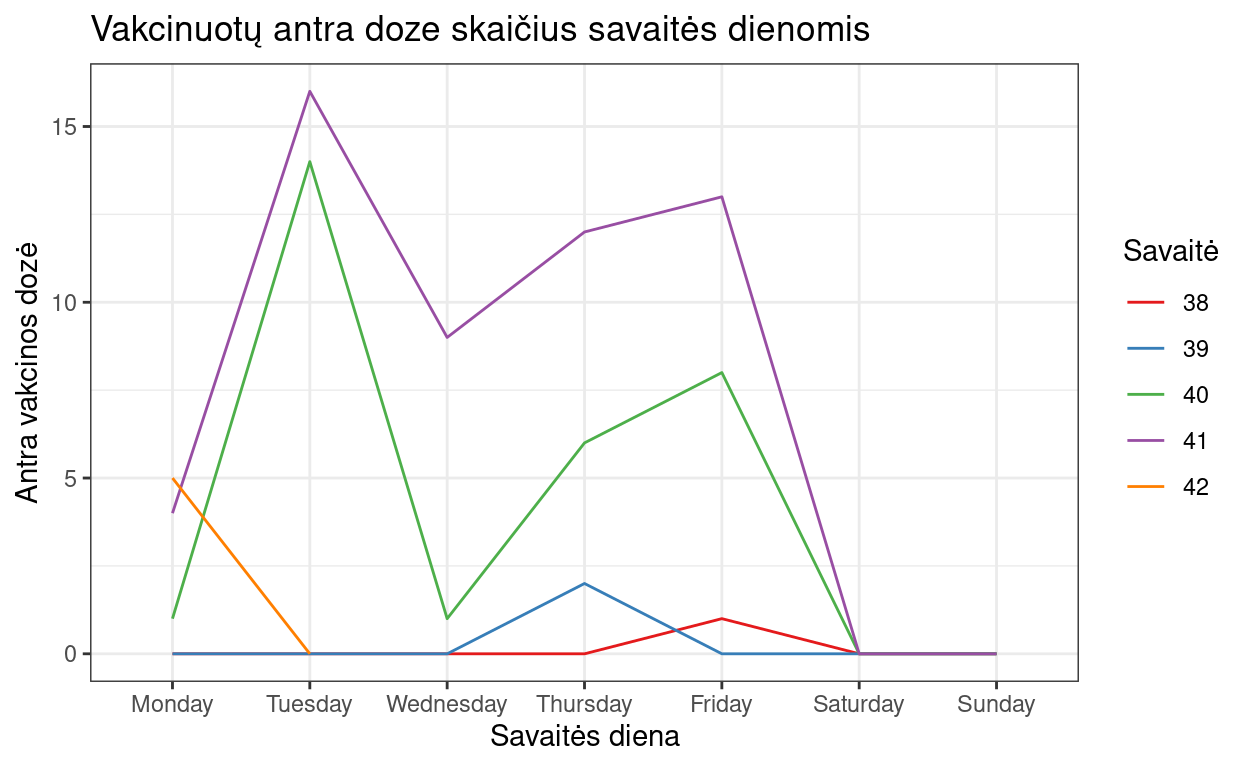 Vakcinuotų antra doze skaičius savaitės dienomis
Antra vakcinos dozė
15
10
5
0
Monday Tuesday Wednesday Thursday Friday Saturday Sunday
Savaitės diena
Savaitė
38
39
40
41
42